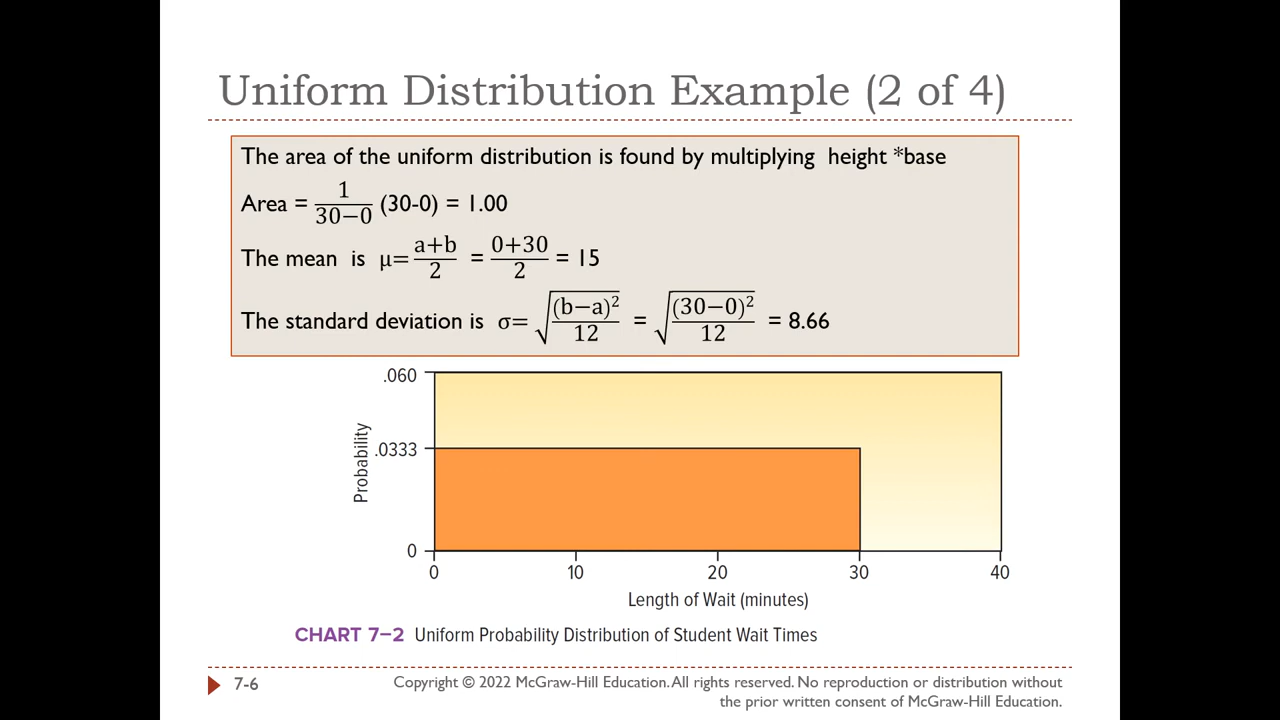 Uniform Distribution Example (2 of 4)
The area of the uniform distribution is found by multiplying height *base
Area = 1/(30−0) (30-0) = 1.00
The mean is μ= (a+b)/2 = (0+30)/2 = 15
The standard deviation is σ= √((b−a)²/12) = √((30−0)²/12) = 8.66
.060
.0333
0
Probability
0 10 20 30 40
Length of Wait (minutes)
CHART 7–2 Uniform Probability Distribution of Student Wait Times
7-6
Copyright © 2022 McGraw-Hill Education. All rights reserved. No reproduction or distribution without
the prior written consent of McGraw-Hill Education.